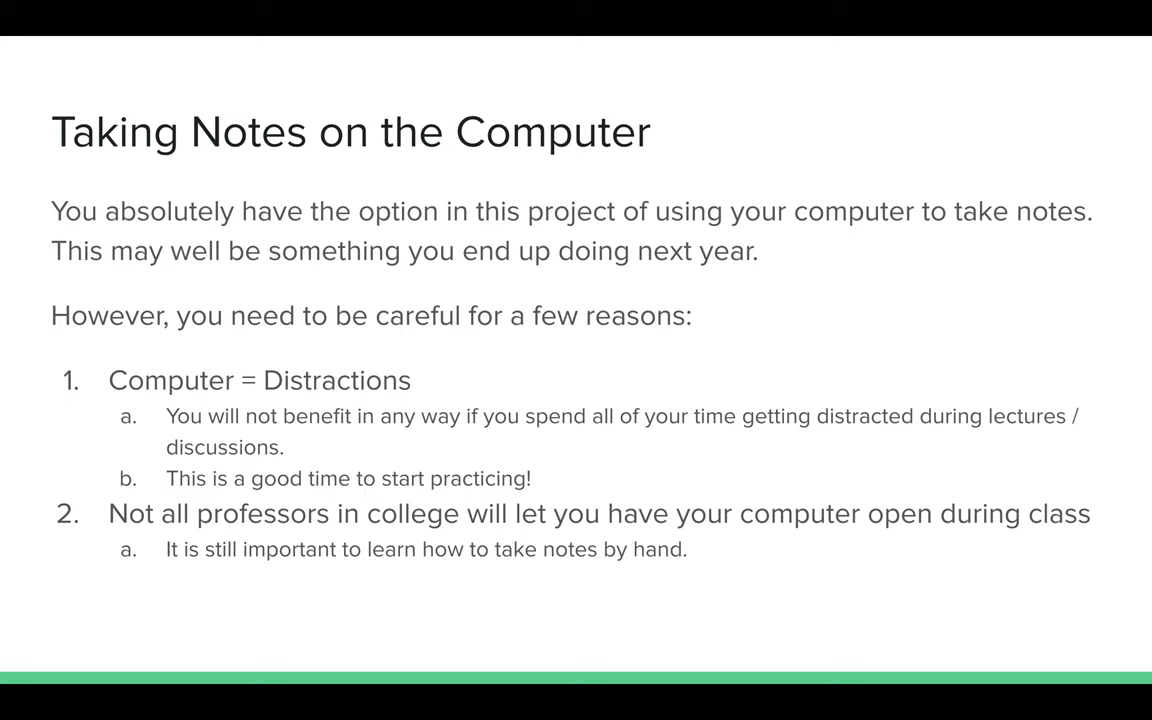 Taking Notes on the Computer
You absolutely have the option in this project of using your computer to take notes.
This may well be something you end up doing next year.
However, you need to be careful for a few reasons:
1. Computer = Distractions
a. You will not benefit in any way if you spend all of your time getting distracted during lectures /
discussions.
b. This is a good time to start practicing!
2. Not all professors in college will let you have your computer open during class
a. It is still important to learn how to take notes by hand.